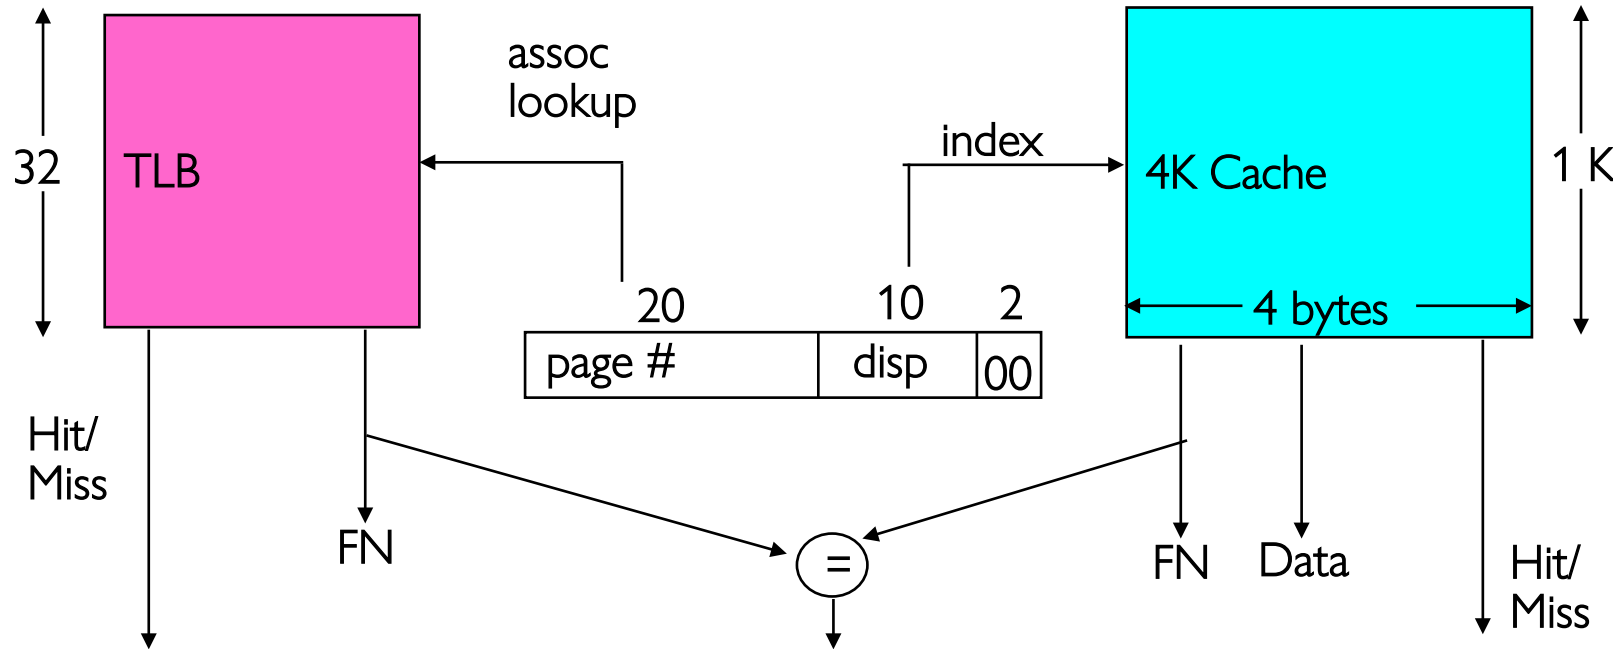 assoc
lookup
index
32
TLB
4K Cache
1 K
20
10
2
4 bytes
page #
disp
00
Hit/
Miss
FN
=
FN
Data
Hit/
Miss